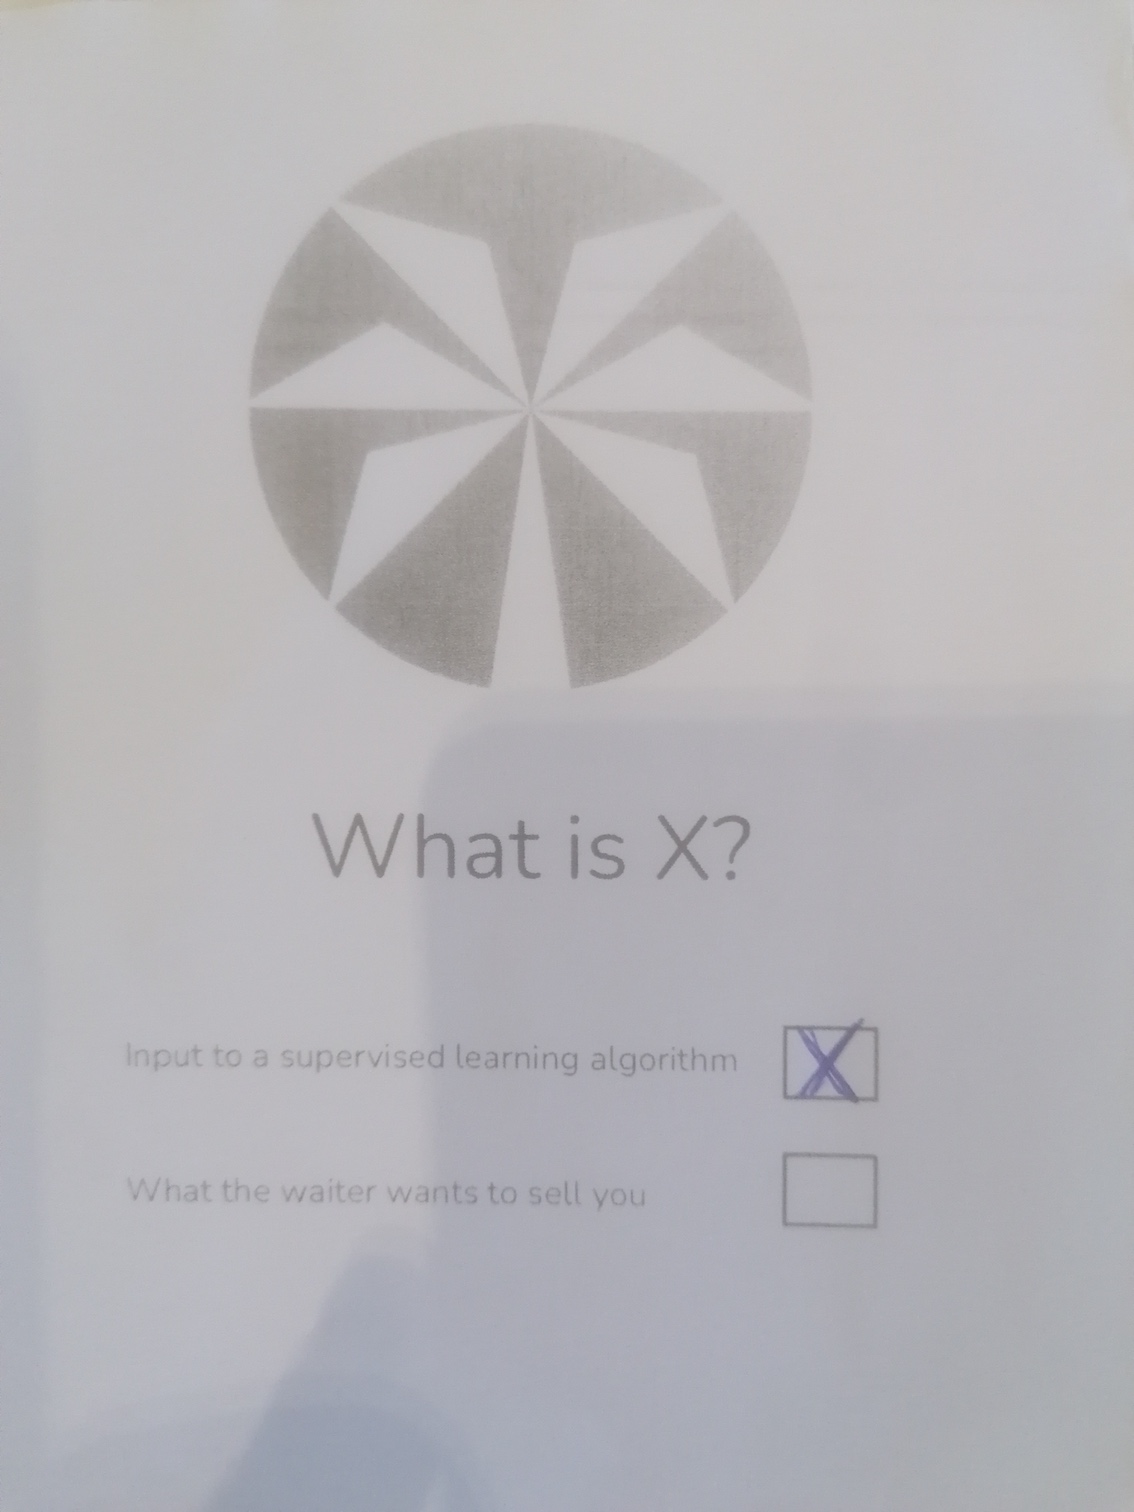 What is X?
Input to a supervised learning algorithm X
What the waiter wants to sell you